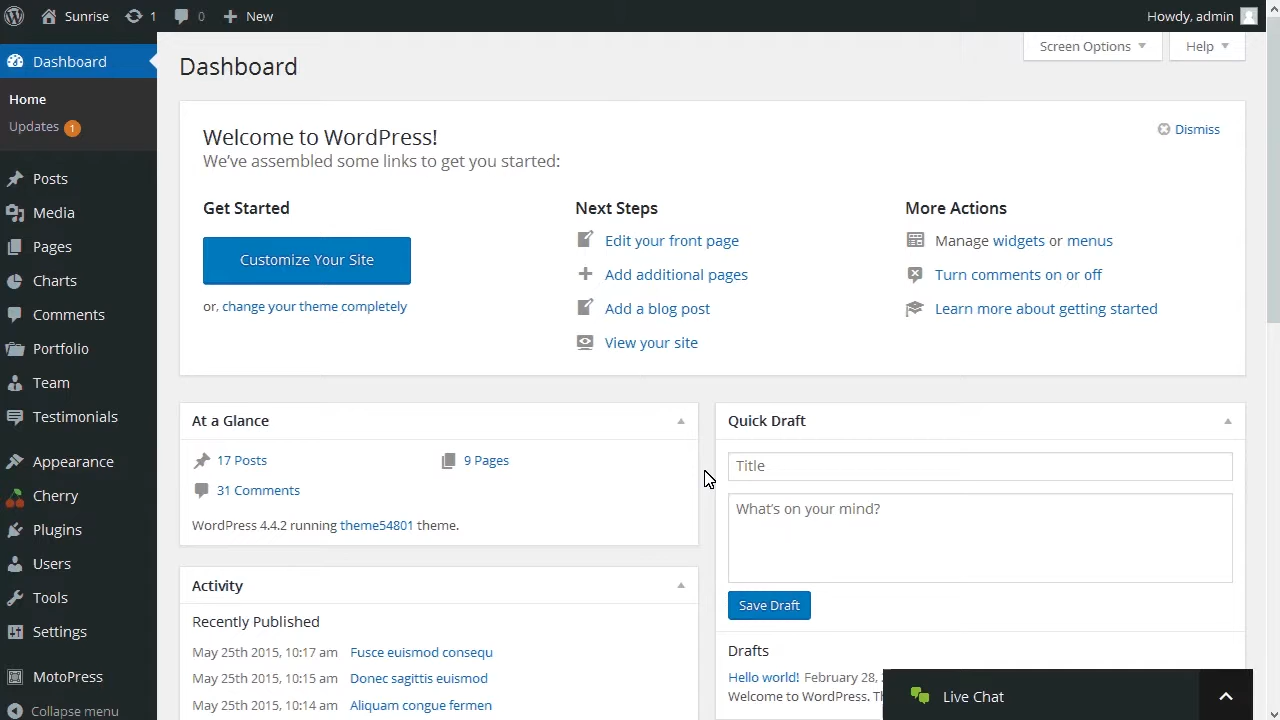 Sunrise 1 0 New Howdy, admin
Dashboard
Home
Updates 1
Posts
Media
Pages
Charts
Comments
Portfolio
Team
Testimonials
Appearance
Cherry
Plugins
Users
Tools
Settings
MotoPress
Collapse menu
Screen Options Help
Dashboard
Welcome to WordPress!
We've assembled some links to get you started:
Dismiss
Get Started
Customize Your Site
or, change your theme completely
Next Steps
Edit your front page
Add additional pages
Add a blog post
View your site
More Actions
Manage widgets or menus
Turn comments on or off
Learn more about getting started
At a Glance
17 Posts 9 Pages
31 Comments
WordPress 4.4.2 running theme54801 theme.
Activity
Recently Published
May 25th 2015, 10:17 am Fusce euismod consequ
May 25th 2015, 10:15 am Donec sagittis euismod
May 25th 2015, 10:14 am Aliquam congue fermen
Quick Draft
Title
What's on your mind?
Save Draft
Drafts
Hello world! February 28,
Welcome to WordPress.
Live Chat